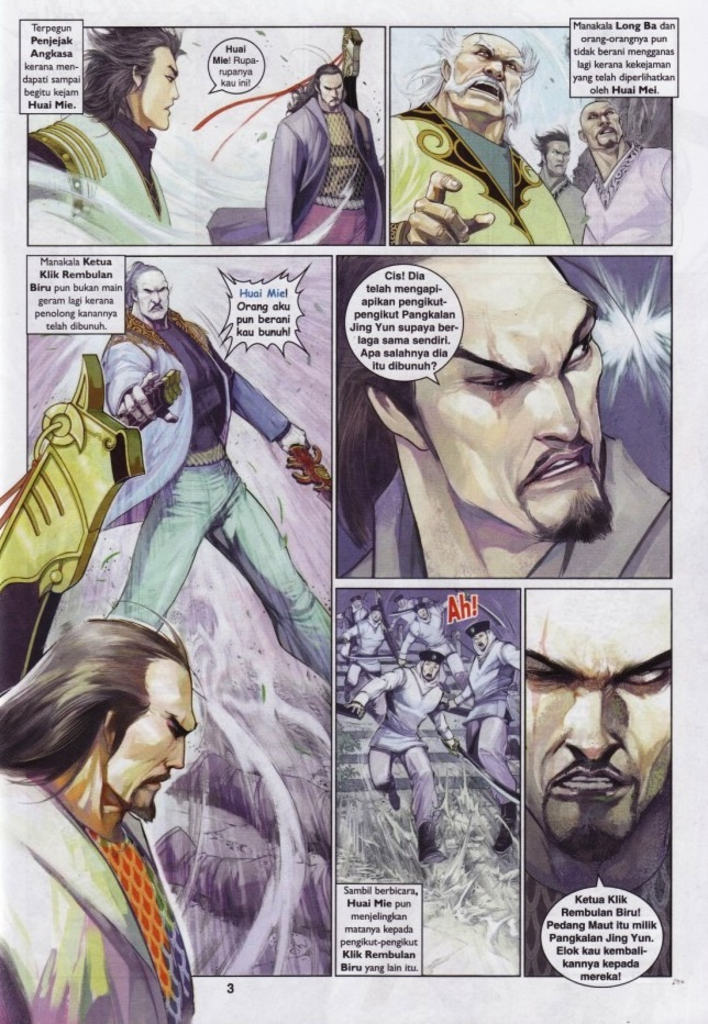 Terpegun
Penjejak
Angkasa
kerana men-
dapati sampai
begitu kejam
Huai Mie.
Huai
Mie! Rupa-
rupanya
kau ini!
Manakala Long Ba dan
orang-orangnya pun
tidak berani mengganas
lagi kerana kekejaman
yang telah diperlihatkan
oleh Huai Mei.
Manakala Ketua
Klik Rembulan
Biru pun bukan main
geram lagi kerana
penolong kanannya
telah dibunuh.
Huai Mie!
Orang aku
pun berani
kau bunuh!
Cis! Dia
telah mengapi-
apikan pengikut-
pengikut Pangkalan
Jing Yun supaya ber-
laga sama sendiri.
Apa salahnya dia
itu dibunuh?
Ah!
Sambil berbicara,
Huai Mie pun
menjelingkan
matanya kepada
pengikut-pengikut
Klik Rembulan
Biru yang lain itu.
Ketua Klik
Rembulan Biru!
Pedang Maut itu milik
Pangkalan Jing Yun.
Elok kau kembali-
kannya kepada
mereka!
3